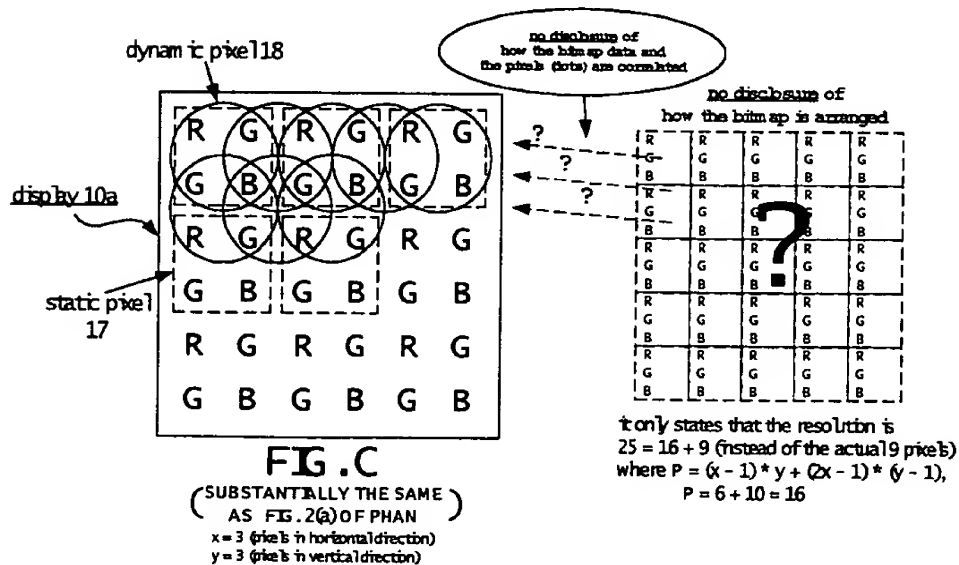 dynamic pixel 18
no disclosure of
how the bitmap data and
the pixels (dots) are correlated
no disclosure of
how the bitmap is arranged
display 10a
static pixel
17
R G R G R G
G B G B G B
R G R G R G
G B G B G B
R G R G R G
G B G B G B
?
?
?
R R R R R
G G G G G
B B B B B
R R R R R
G G G G G
B B B B B
R R R R R
G G G G G
B B B B B
R R R R R
G G G G G
B B B B B
R R R R R
G G G G G
B B B B B
?
it only states that the resolution is
25 = 16 + 9 (instead of the actual 9 pixels)
where P = (x - 1) * y + (2x - 1) * (y - 1),
P = 6 + 10 = 16
FIG.C
(SUBSTANTIALLY THE SAME
AS FIG.2(a) OF PHAN)
x = 3 (pixels in horizontal direction)
y = 3 (pixels in vertical direction)